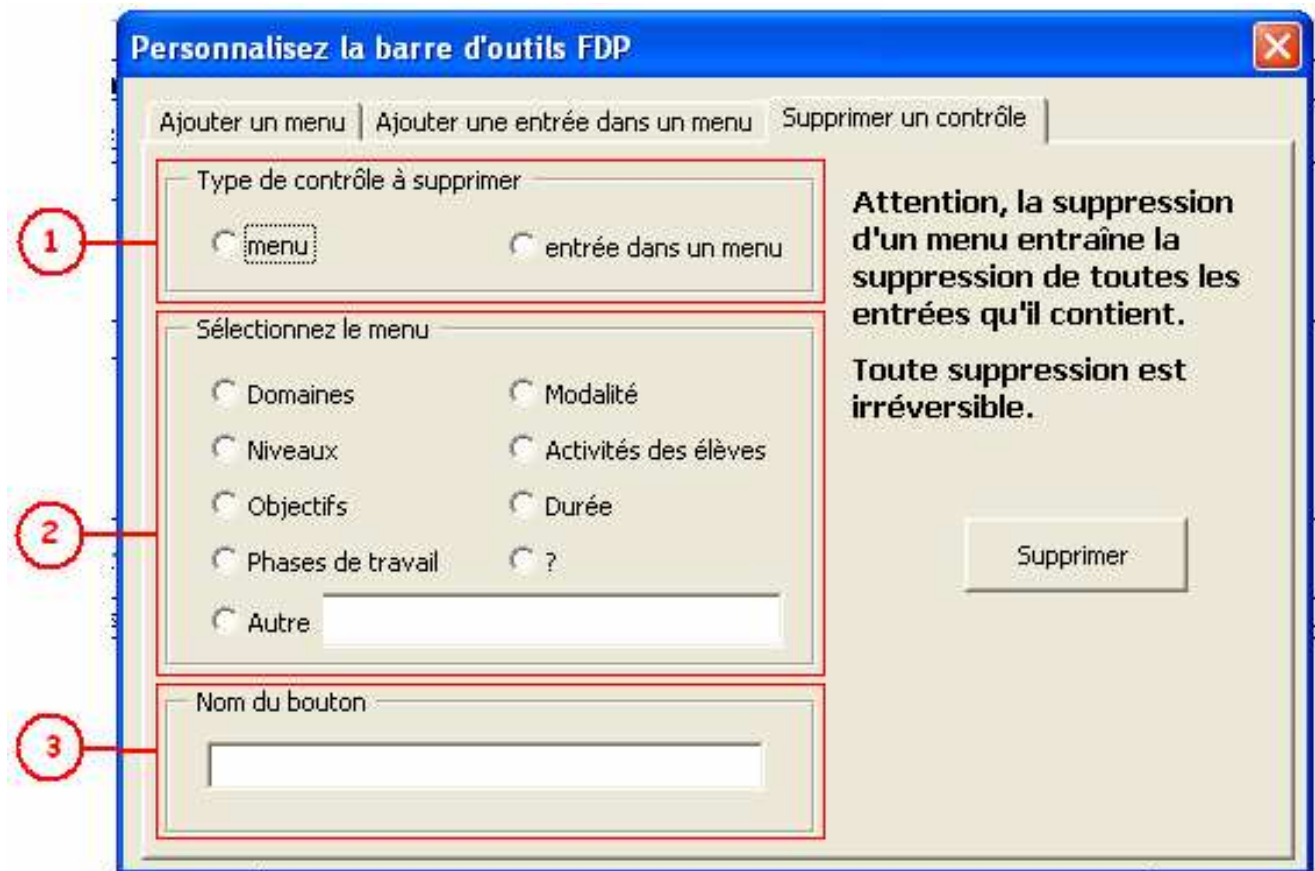 Personnalisez la barre d'outils FDP
Ajouter un menu
Ajouter une entrée dans un menu
Supprimer un contrôle
1
Type de contrôle à supprimer
menu
entrée dans un menu
2
Sélectionnez le menu
Domaines
Modalité
Niveaux
Activités des élèves
Objectifs
Durée
Phases de travail
?
Autre
3
Nom du bouton
Attention, la suppression
d'un menu entraîne la
suppression de toutes les
entrées qu'il contient.
Toute suppression est
irréversible.
Supprimer